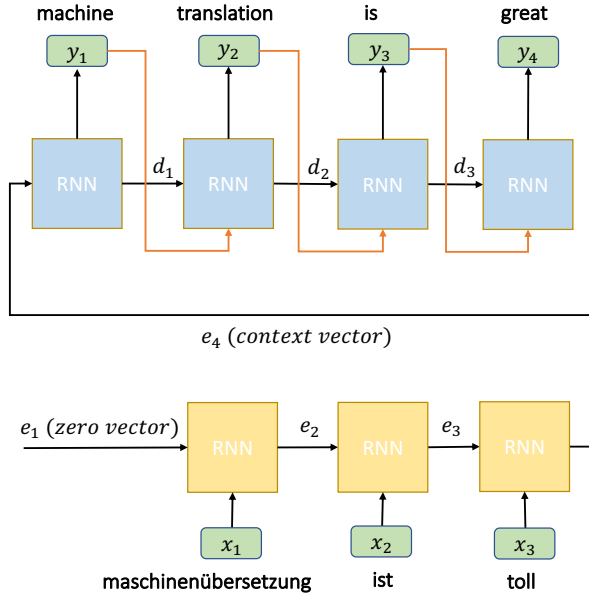 machine translation is great
y₁ y₂ y₃ y₄
RNN d₁ RNN d₂ RNN d₃ RNN
e₄ (context vector)
e₁ (zero vector) RNN e₂ RNN e₃ RNN
x₁ x₂ x₃
maschinenübersetzung ist toll